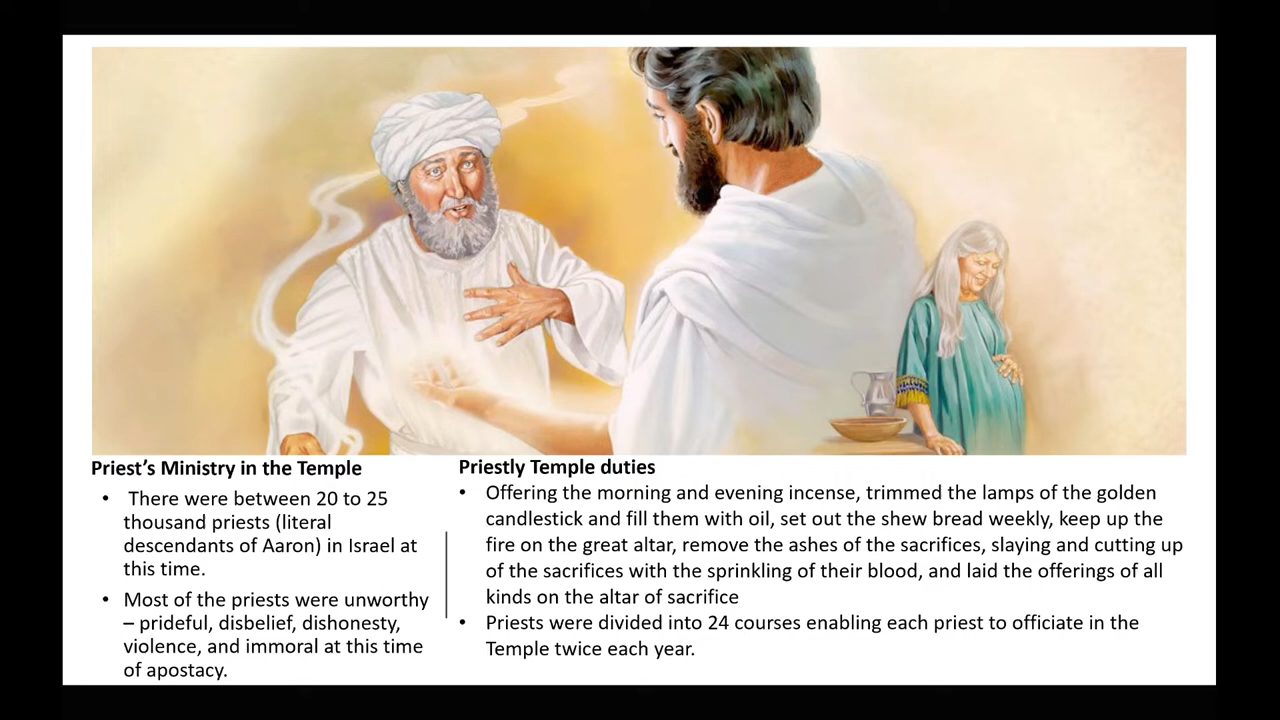 Priest’s Ministry in the Temple
• There were between 20 to 25
thousand priests (literal
descendants of Aaron) in Israel at
this time.
• Most of the priests were unworthy
– prideful, disbelief, dishonesty,
violence, and immoral at this time
of apostacy.
Priestly Temple duties
• Offering the morning and evening incense, trimmed the lamps of the golden
candlestick and fill them with oil, set out the shew bread weekly, keep up the
fire on the great altar, remove the ashes of the sacrifices, slaying and cutting up
of the sacrifices with the sprinkling of their blood, and laid the offerings of all
kinds on the altar of sacrifice
• Priests were divided into 24 courses enabling each priest to officiate in the
Temple twice each year.